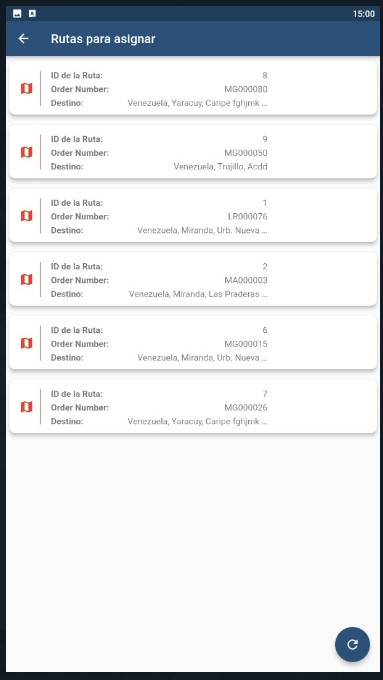 15:00
Rutas para asignar
ID de la Ruta: 8
Order Number: MG000080
Destino: Venezuela, Yaracuy, Caripe fghjmk ...
ID de la Ruta: 9
Order Number: MG000050
Destino: Venezuela, Trujillo, Acdd
ID de la Ruta: 1
Order Number: LR000076
Destino: Venezuela, Miranda, Urb. Nueva ...
ID de la Ruta: 2
Order Number: MA000003
Destino: Venezuela, Miranda, Las Praderas ...
ID de la Ruta: 6
Order Number: MG000015
Destino: Venezuela, Miranda, Urb. Nueva ...
ID de la Ruta: 7
Order Number: MG000026
Destino: Venezuela, Yaracuy, Caripe fghjmk ...